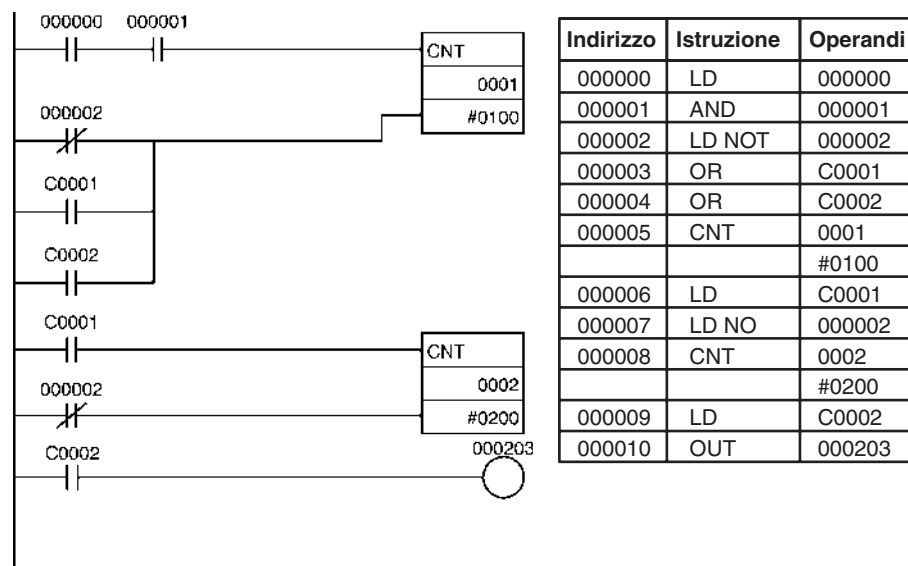 000000 000001
CNT
0001
#0100
000002
C0001
C0002
C0001
CNT
0002
#0200
000002
C0002
000203
Indirizzo Istruzione Operandi
000000 LD 000000
000001 AND 000001
000002 LD NOT 000002
000003 OR C0001
000004 OR C0002
000005 CNT 0001
#0100
000006 LD C0001
000007 LD NO 000002
000008 CNT 0002
#0200
000009 LD C0002
000010 OUT 000203